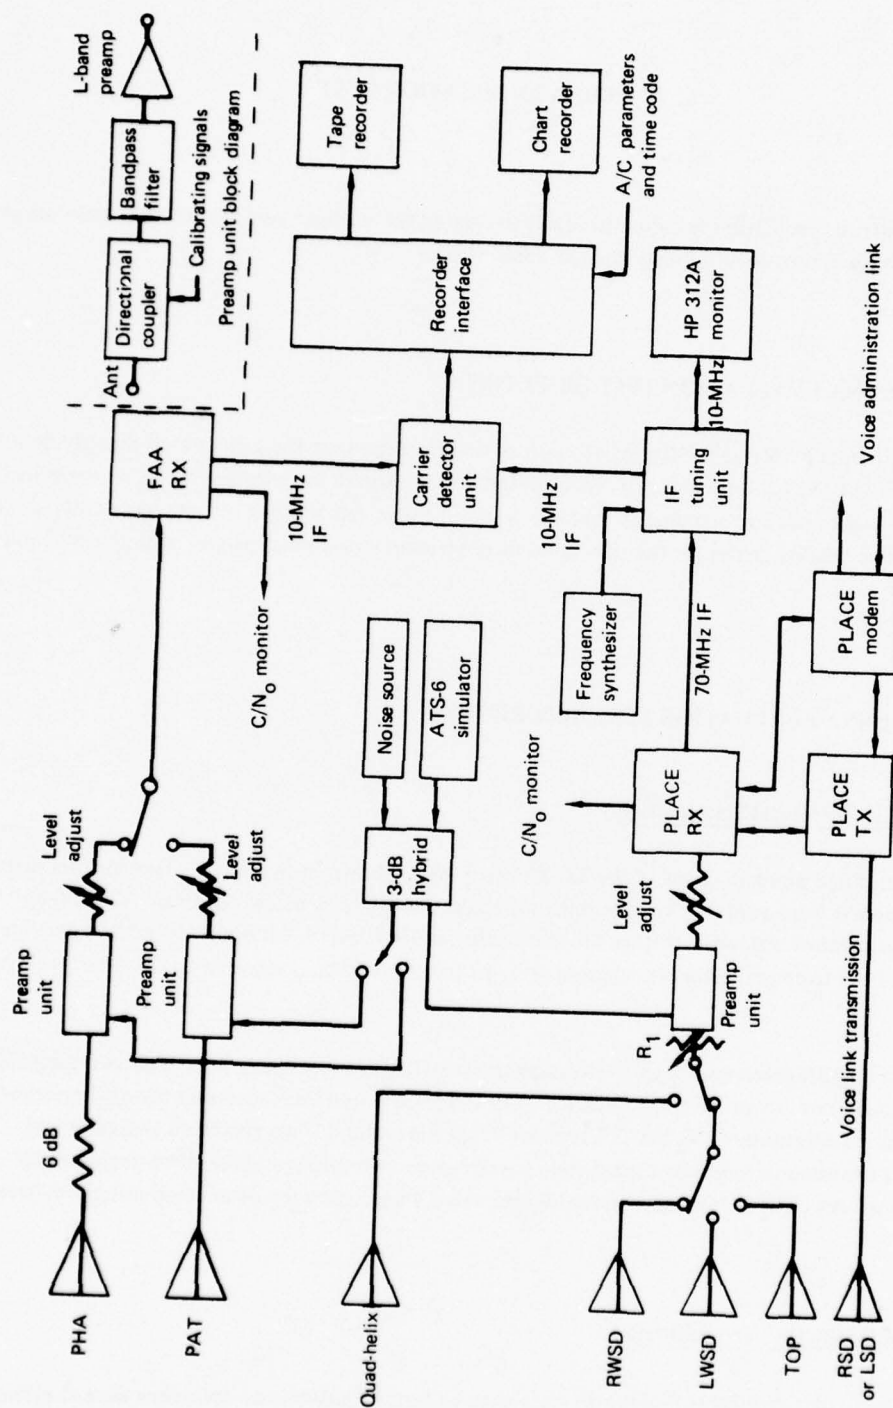 PHA
6 dB
Preamp
unit
Level
adjust
PAT
Preamp
unit
Level
adjust
FAA
RX
10-MHz
IF
C/No monitor
Ant
Directional
coupler
Bandpass
filter
L-band
preamp
Calibrating signals
Preamp unit block diagram
Quad-helix
3-dB
hybrid
Noise source
ATS-6
simulator
Carrier
detector
unit
Recorder
interface
Tape
recorder
Chart
recorder
A/C parameters
and time code
RWSD
LWSD
TOP
R1
Preamp
unit
Level
adjust
C/No monitor
PLACE
RX
70-MHz IF
Frequency
synthesizer
10-MHz
IF
IF
tuning
unit
10-MHz
HP 312A
monitor
RSD
or LSD
Voice link transmission
PLACE
TX
PLACE
modem
Voice administration link